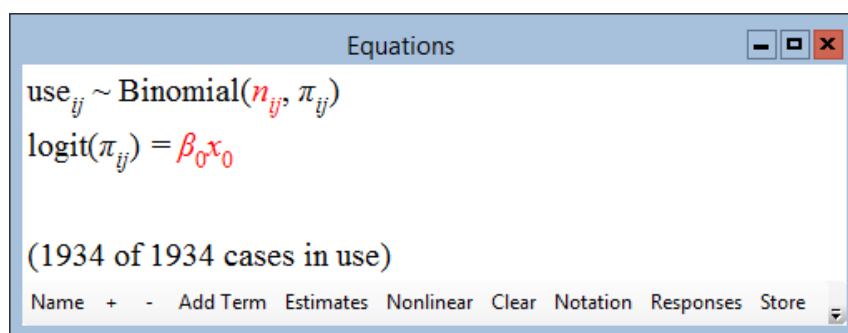 Equations
use_ij ~ Binomial(n_ij, π_ij)
logit(π_ij) = β_0x_0
(1934 of 1934 cases in use)
Name + - Add Term Estimates Nonlinear Clear Notation Responses Store